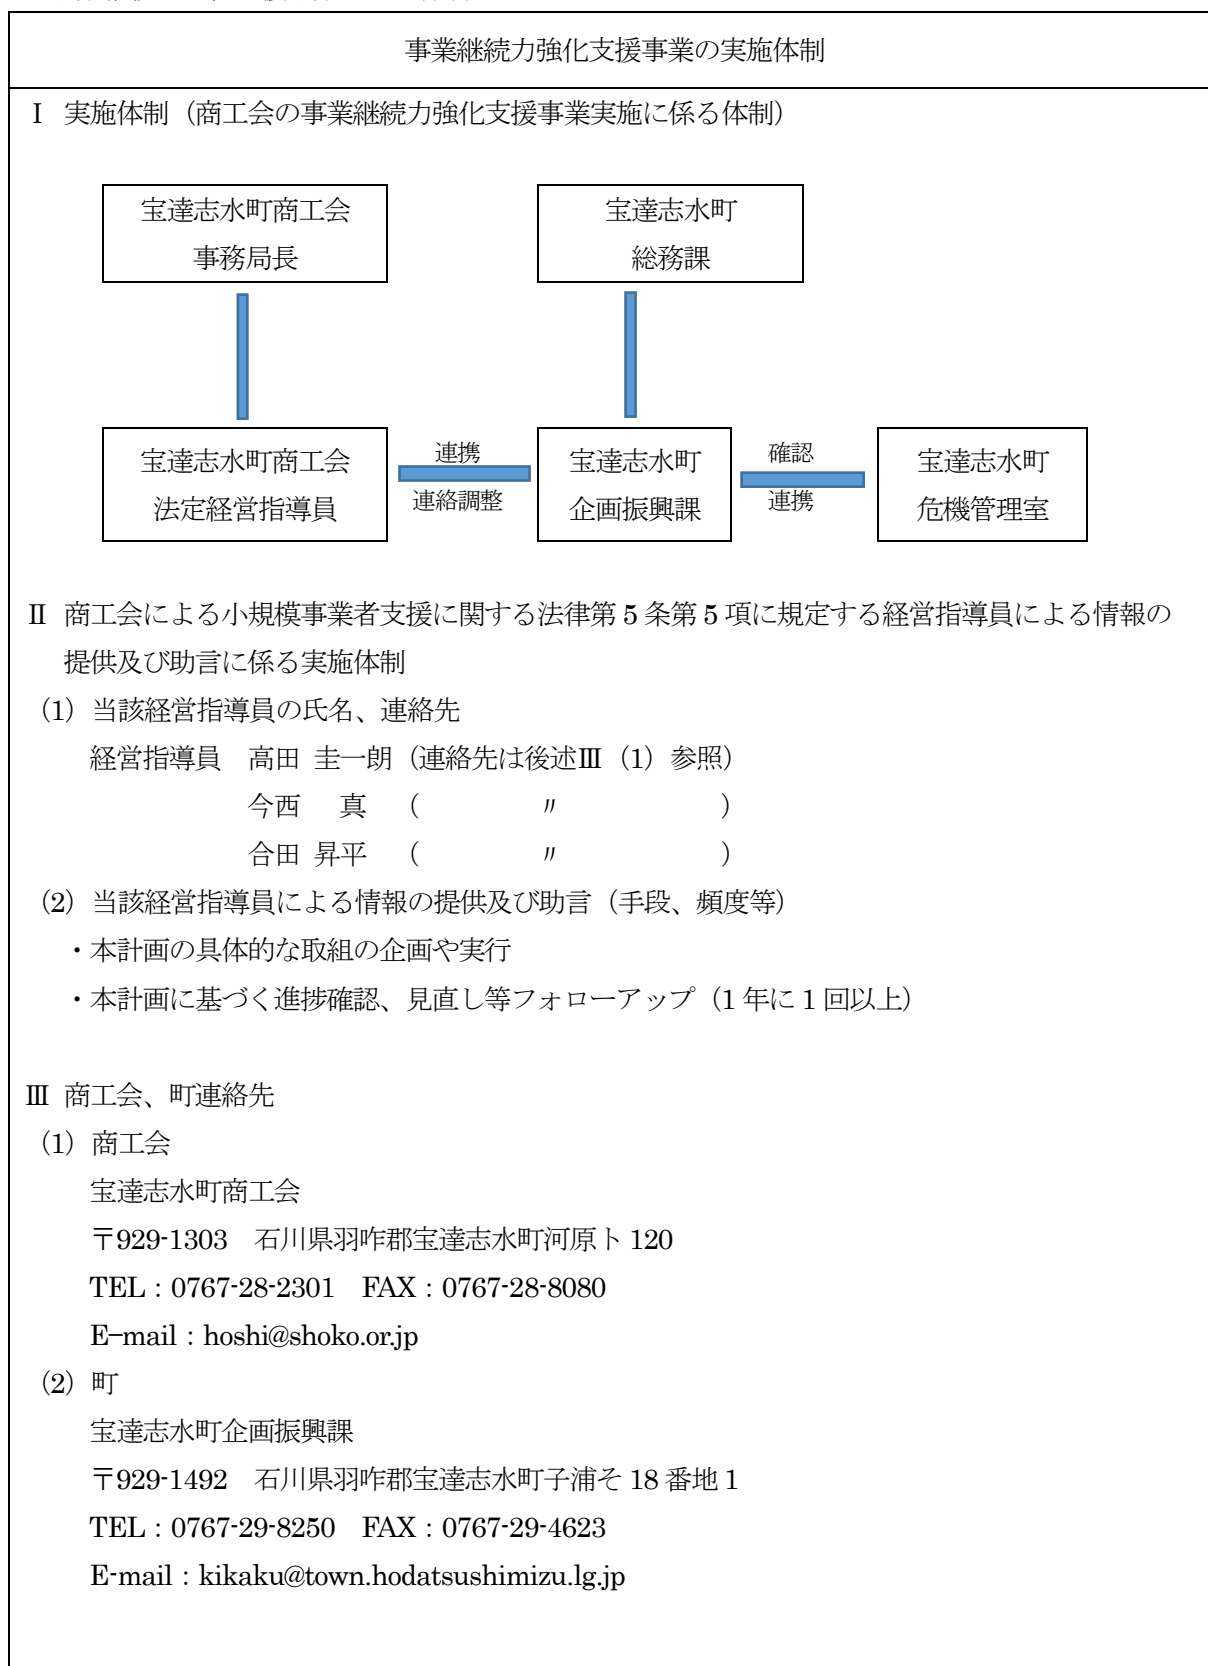 事業継続力強化支援事業の実施体制
Ⅰ 実施体制（商工会の事業継続力強化支援事業実施に係る体制）
宝達志水町商工会
事務局長
宝達志水町
総務課
宝達志水町商工会
法定経営指導員
連携
連絡調整
宝達志水町
企画振興課
確認
連携
宝達志水町
危機管理室
Ⅱ 商工会による小規模事業者支援に関する法律第5条第5項に規定する経営指導員による情報の
提供及び助言に係る実施体制
（1）当該経営指導員の氏名、連絡先
経営指導員　高田 圭一朗（連絡先は後述Ⅲ（1）参照）
今西　真　（　　　　〃　　　　　　）
合田 昇平　（　　　　〃　　　　　　）
（2）当該経営指導員による情報の提供及び助言（手段、頻度等）
・本計画の具体的な取組の企画や実行
・本計画に基づく進捗確認、見直し等フォローアップ（1年に1回以上）
Ⅲ 商工会、町連絡先
（1）商工会
宝達志水町商工会
〒929-1303　石川県羽咋郡宝達志水町河原ト120
TEL：0767-28-2301　FAX：0767-28-8080
E−mail：hoshi@shoko.or.jp
（2）町
宝達志水町企画振興課
〒929-1492　石川県羽咋郡宝達志水町子浦そ18番地1
TEL：0767-29-8250　FAX：0767-29-4623
E-mail：kikaku@town.hodatsushimizu.lg.jp